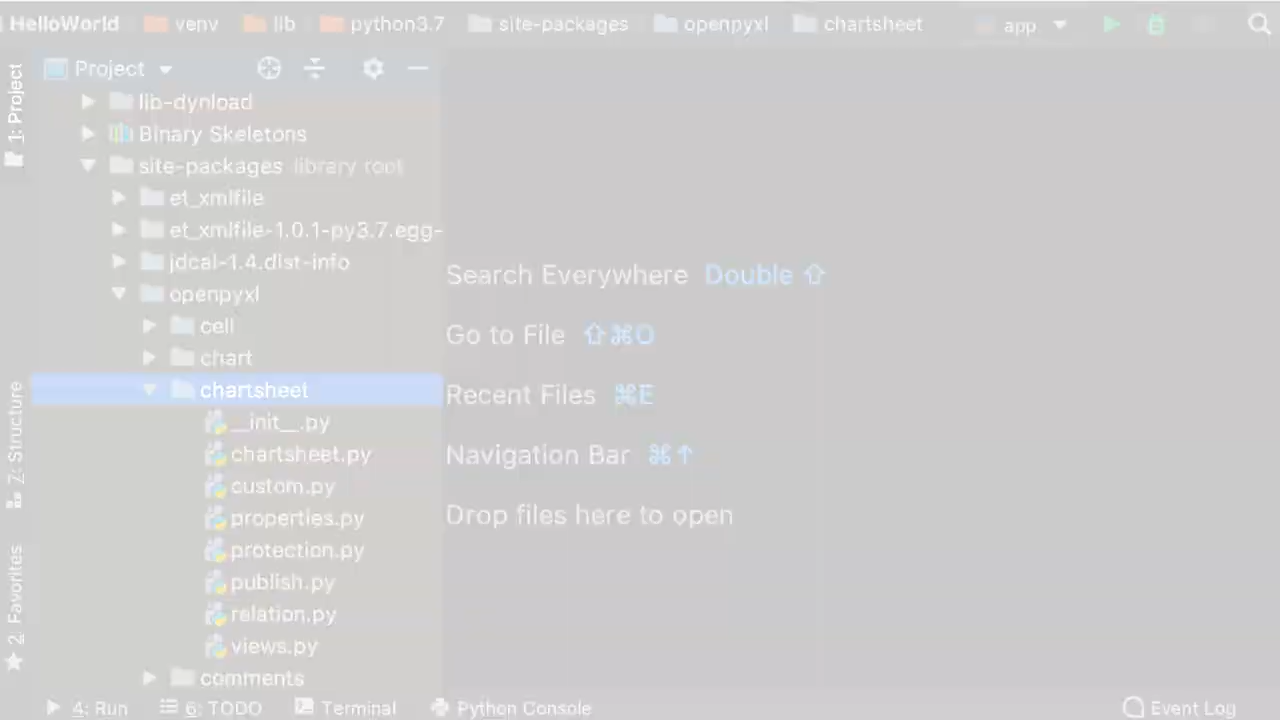 HelloWorld venv lib python3.7 site-packages openpyxl chartsheet app
1: Project
Project
lib-dynload
Binary Skeletons
site-packages library root
et_xmlfile
et_xmlfile-1.0.1-py3.7.egg-
jdcal-1.4.dist-info
openpyxl
cell
chart
chartsheet
__init__.py
chartsheet.py
custom.py
properties.py
protection.py
publish.py
relation.py
views.py
comments
Search Everywhere Double ⇧
Go to File ⇧⌘O
Recent Files ⌘E
Navigation Bar ⌘↑
Drop files here to open
7: Structure
2: Favorites
4: Run 6: TODO Terminal Python Console Event Log